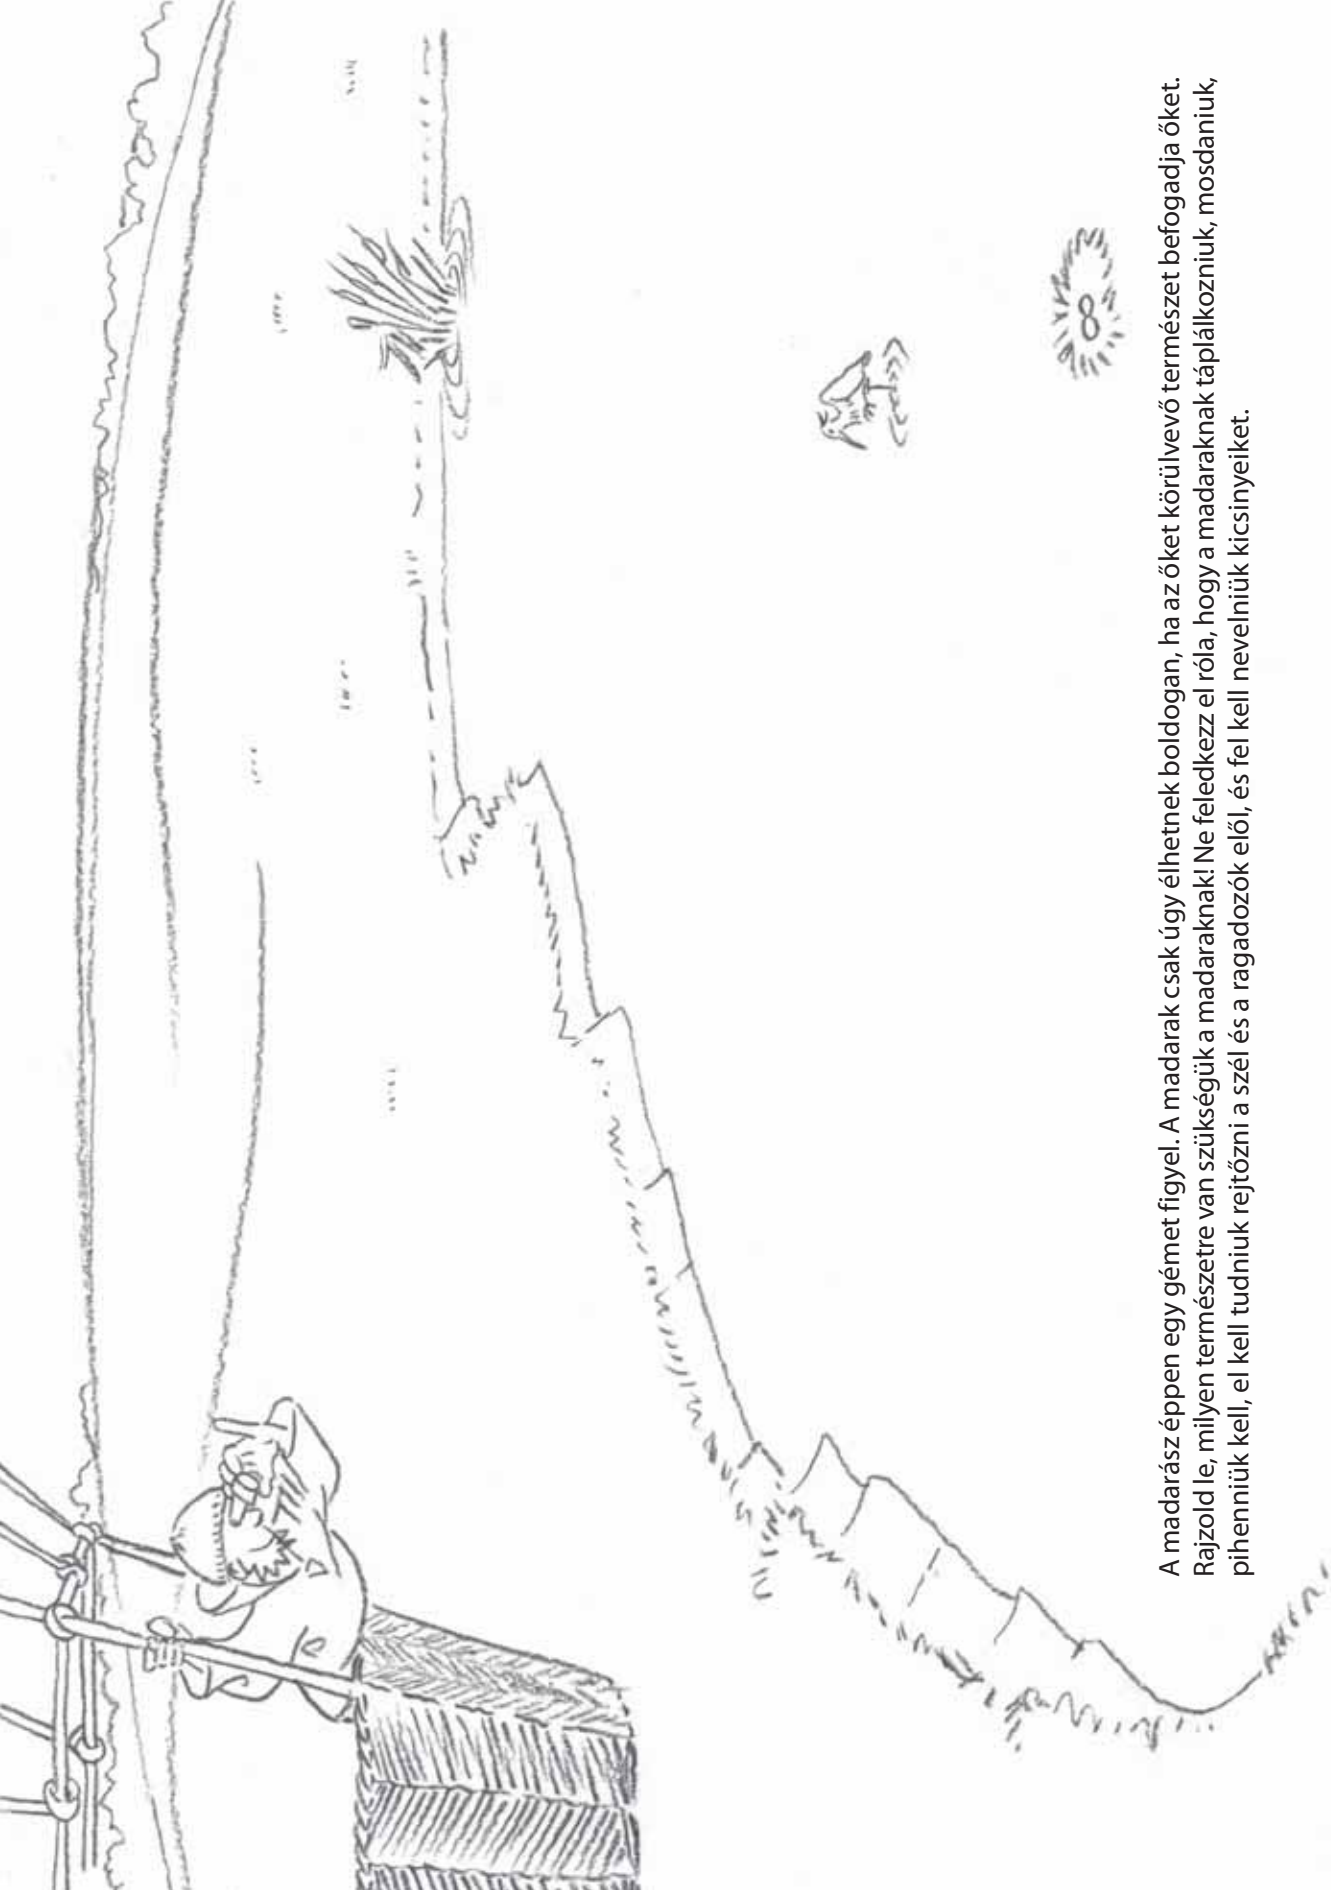 A madarász éppen egy gémet figyel. A madarak csak úgy élhetnek boldogan, ha az őket körülvevő természet befogadja őket.
Rajzold le, milyen természetre van szükségük a madaraknak! Ne feledkezz el róla, hogy a madaraknak táplálkozniuk, mosdaniuk,
pihenniük kell, el kell tudniuk rejtőzni a szél és a ragadozók elől, és fel kell nevelniük kicsinyeiket.